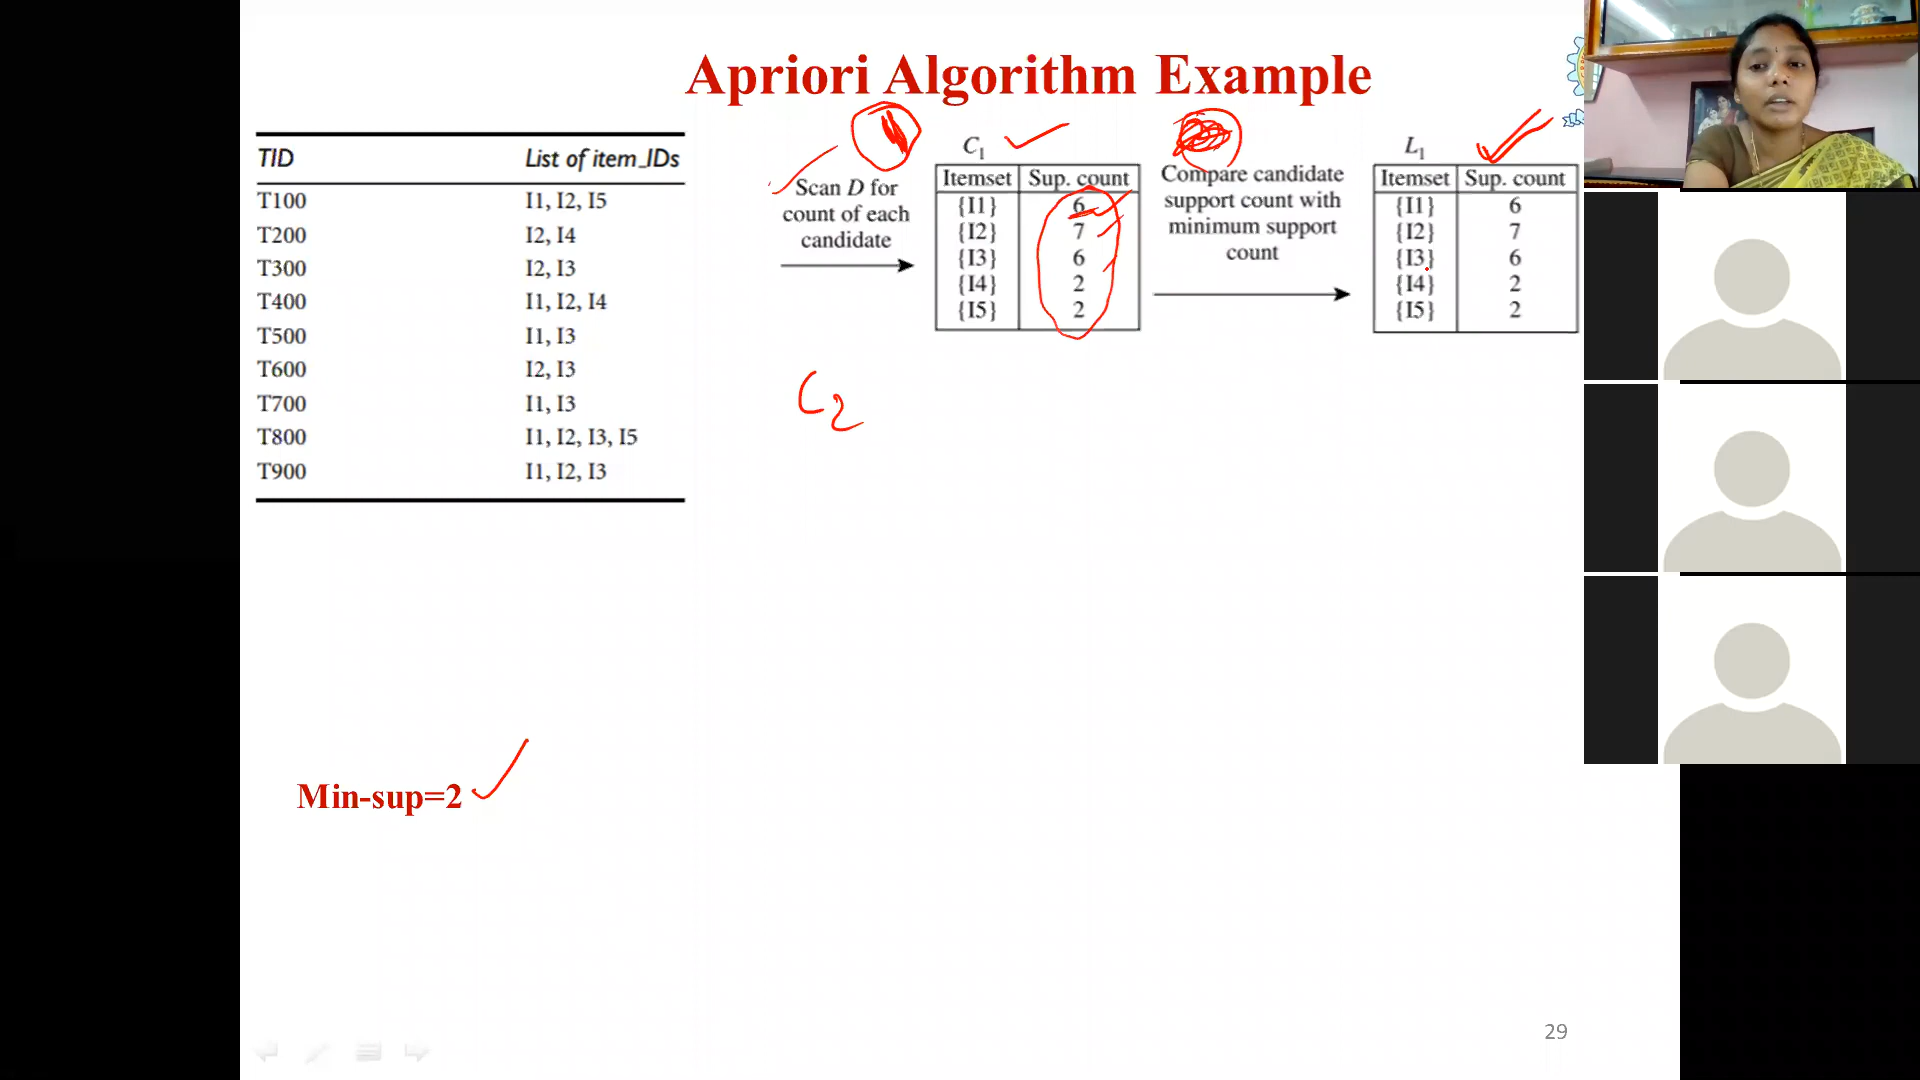 Apriori Algorithm Example
TID List of item_IDs
T100 I1, I2, I5
T200 I2, I4
T300 I2, I3
T400 I1, I2, I4
T500 I1, I3
T600 I2, I3
T700 I1, I3
T800 I1, I2, I3, I5
T900 I1, I2, I3
Scan D for
count of each
candidate
C1
Itemset Sup. count
{I1} 6
{I2} 7
{I3} 6
{I4} 2
{I5} 2
Compare candidate
support count with
minimum support
count
L1
Itemset Sup. count
{I1} 6
{I2} 7
{I3} 6
{I4} 2
{I5} 2
C2
Min-sup=2
29